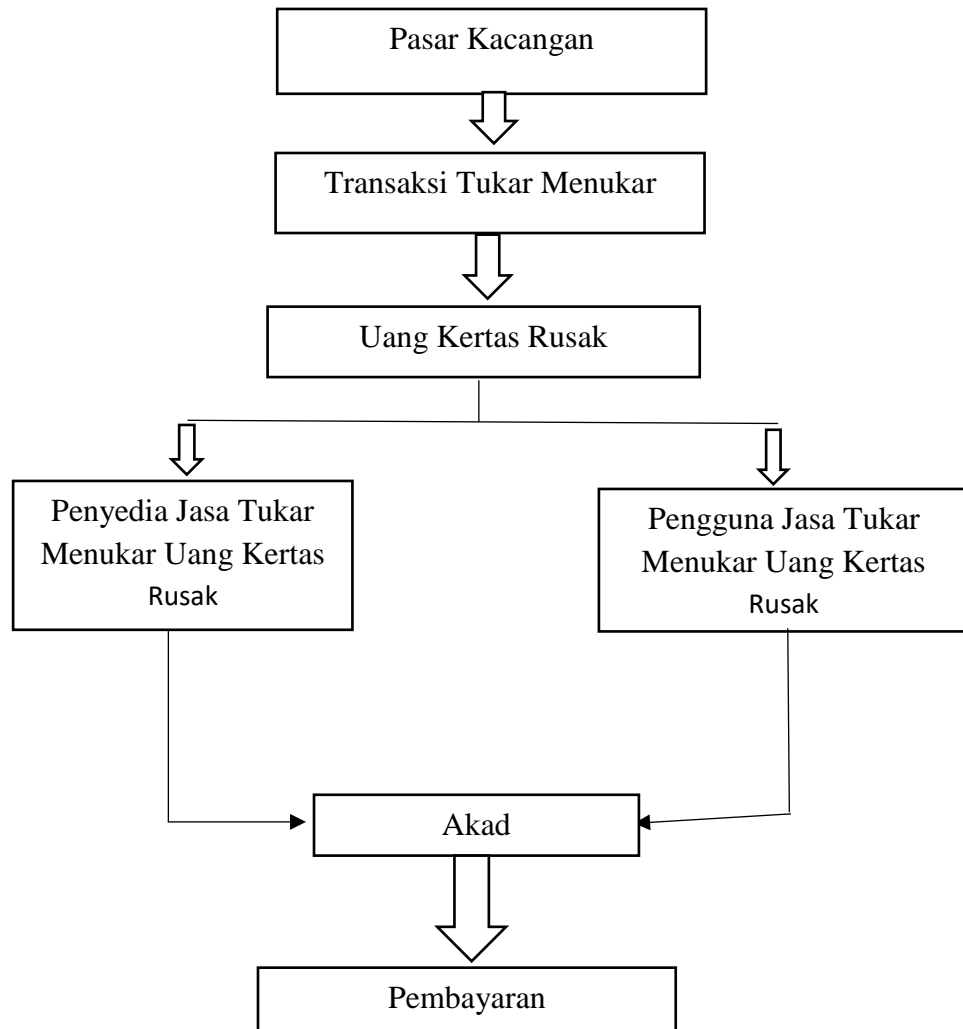 Pasar Kacangan
Transaksi Tukar Menukar
Uang Kertas Rusak
Penyedia Jasa Tukar
Menukar Uang Kertas
Rusak
Pengguna Jasa Tukar
Menukar Uang Kertas
Rusak
Akad
Pembayaran